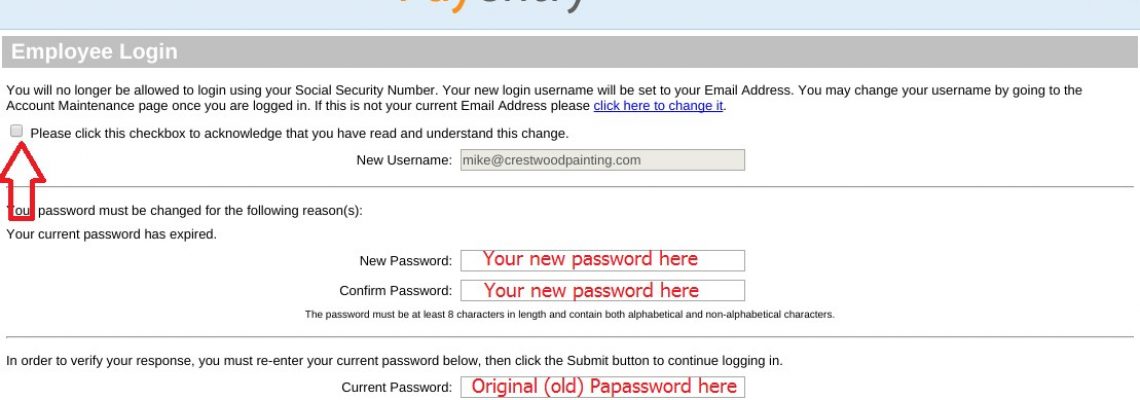 Employee Login
You will no longer be allowed to login using your Social Security Number. Your new login username will be set to your Email Address. You may change your username by going to the
Account Maintenance page once you are logged in. If this is not your current Email Address please click here to change it.
Please click this checkbox to acknowledge that you have read and understand this change.
New Username: mike@crestwoodpainting.com
Your password must be changed for the following reason(s):
Your current password has expired.
New Password: Your new password here
Confirm Password: Your new password here
The password must be at least 8 characters in length and contain both alphabetical and non-alphabetical characters.
In order to verify your response, you must re-enter your current password below, then click the Submit button to continue logging in.
Current Password: Original (old) Papassword here